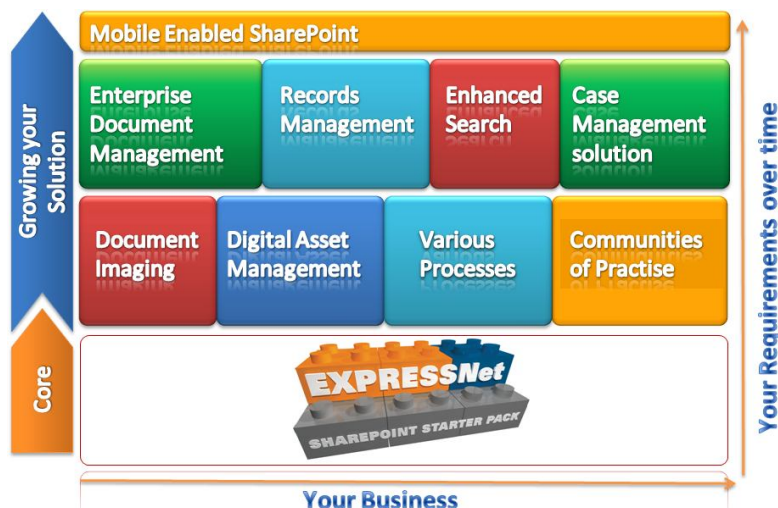 Mobile Enabled SharePoint
Enterprise
Document
Management
Records
Management
Enhanced
Search
Case
Management
solution
Document
Imaging
Digital Asset
Management
Various
Processes
Communities
of Practise
Growing your
Solution
Core
EXPRESSNet
SHAREPOINT STARTER PACK
Your Business
Your Requirements over time